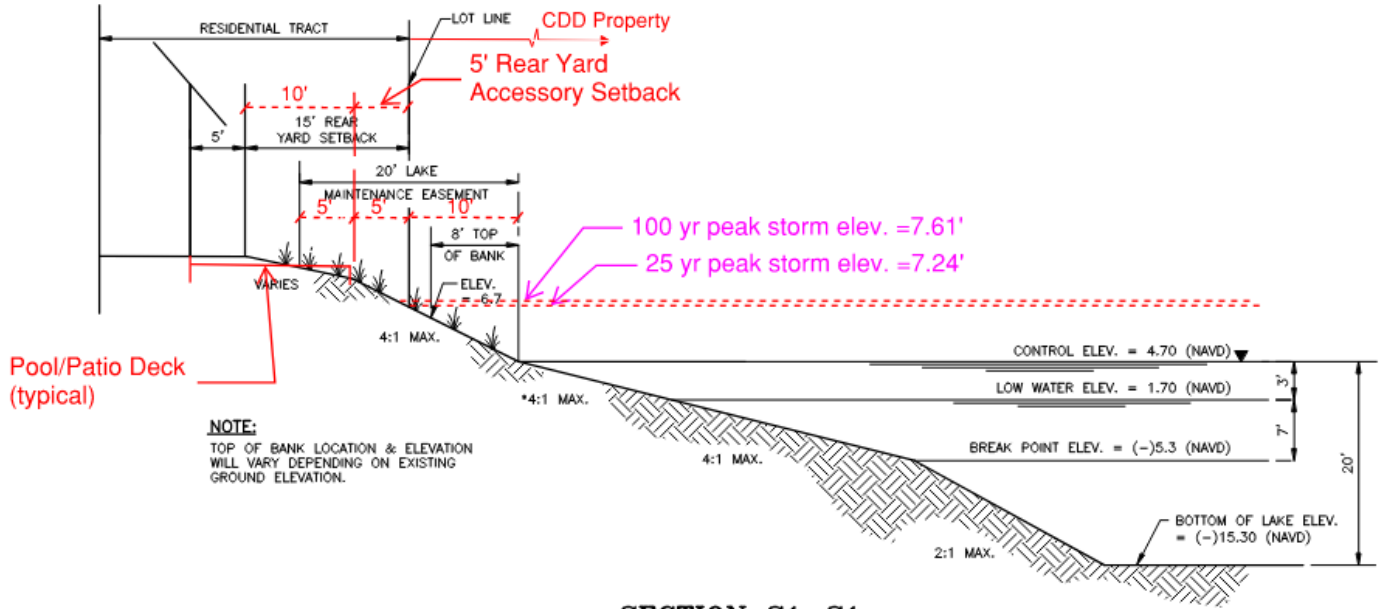 RESIDENTIAL TRACT
LOT LINE
CDD Property
5' Rear Yard
Accessory Setback
10'
5'
15' REAR
YARD SETBACK
20' LAKE
MAINTENANCE EASEMENT
5'
5'
10'
8' TOP
OF BANK
100 yr peak storm elev. =7.61'
25 yr peak storm elev. =7.24'
VARIES
ELEV.
= 6.7
4:1 MAX.
Pool/Patio Deck
(typical)
CONTROL ELEV. = 4.70 (NAVD)
3'
LOW WATER ELEV. = 1.70 (NAVD)
*4:1 MAX.
7'
NOTE:
TOP OF BANK LOCATION & ELEVATION
WILL VARY DEPENDING ON EXISTING
GROUND ELEVATION.
4:1 MAX.
BREAK POINT ELEV. = (-)5.3 (NAVD)
20'
BOTTOM OF LAKE ELEV.
= (-)15.30 (NAVD)
2:1 MAX.